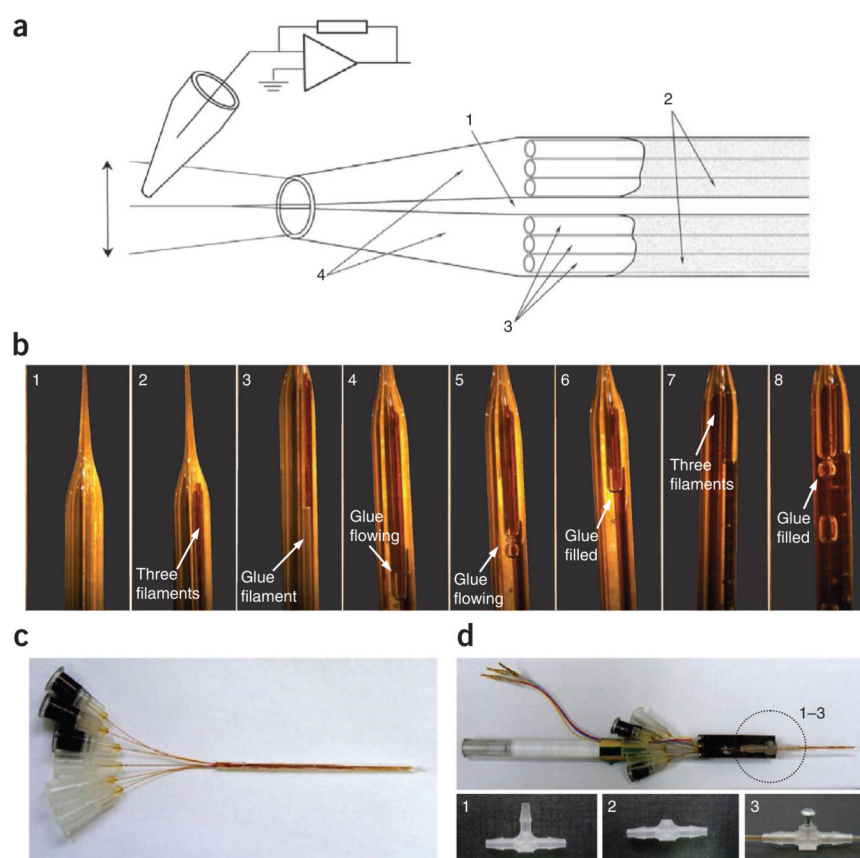 a
1
2
4
3
b
1
2
3
4
5
6
7
8
Three
filaments
Glue
filament
Glue
flowing
Glue
flowing
Glue
filled
Three
filaments
Glue
filled
c
d
1–3
1
2
3